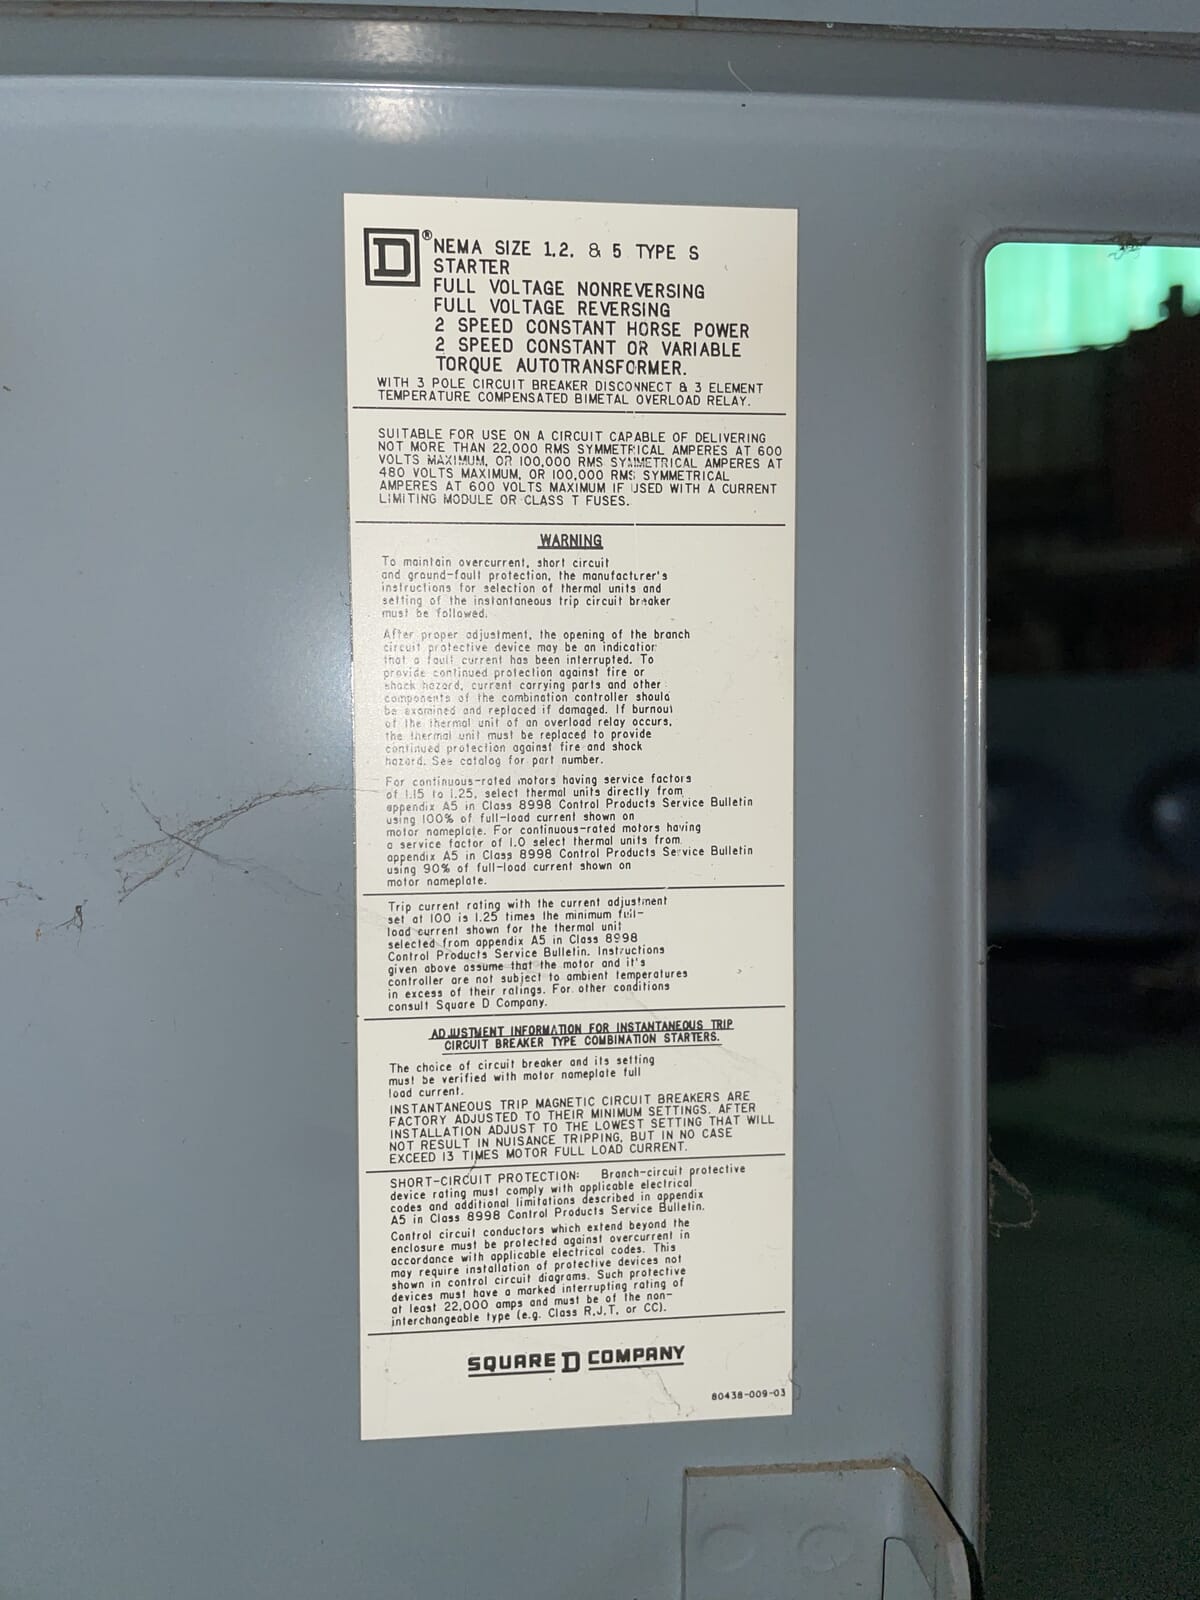 D® NEMA SIZE 1,2, & 5 TYPE S
STARTER
FULL VOLTAGE NONREVERSING
FULL VOLTAGE REVERSING
2 SPEED CONSTANT HORSE POWER
2 SPEED CONSTANT OR VARIABLE
TORQUE AUTOTRANSFORMER.
WITH 3 POLE CIRCUIT BREAKER DISCONNECT & 3 ELEMENT
TEMPERATURE COMPENSATED BIMETAL OVERLOAD RELAY.
SUITABLE FOR USE ON A CIRCUIT CAPABLE OF DELIVERING
NOT MORE THAN 22,000 RMS SYMMETRICAL AMPERES AT 600
VOLTS MAXIMUM, OR 100,000 RMS SYMMETRICAL AMPERES AT
480 VOLTS MAXIMUM, OR 100,000 RMS SYMMETRICAL
AMPERES AT 600 VOLTS MAXIMUM IF USED WITH A CURRENT
LIMITING MODULE OR CLASS T FUSES.
WARNING
To maintain overcurrent, short circuit
and ground-fault protection, the manufacturer's
instructions for selection of thermal units and
setting of the instantaneous trip circuit breaker
must be followed.
After proper adjustment, the opening of the branch
circuit protective device may be an indication
that a fault current has been interrupted. To
provide continued protection against fire or
shock hazard, current carrying parts and other
components of the combination controller should
be examined and replaced if damaged. If burnout
of the thermal unit of an overload relay occurs,
the thermal unit must be replaced to provide
continued protection against fire and shock
hazard. See catalog for part number.
For continuous-rated motors having service factors
of 1.15 to 1.25, select thermal units directly from
appendix A5 in Class 8998 Control Products Service Bulletin
using 100% of full-load current shown on
motor nameplate. For continuous-rated motors having
a service factor of 1.0 select thermal units from
appendix A5 in Class 8998 Control Products Service Bulletin
using 90% of full-load current shown on
motor nameplate.
Trip current rating with the current adjustment
set at 100 is 1.25 times the minimum full-
load current shown for the thermal unit
selected from appendix A5 in Class 8998
Control Products Service Bulletin. Instructions
given above assume that the motor and it's
controller are not subject to ambient temperatures
in excess of their ratings. For other conditions
consult Square D Company.
ADJUSTMENT INFORMATION FOR INSTANTANEOUS TRIP
CIRCUIT BREAKER TYPE COMBINATION STARTERS.
The choice of circuit breaker and its setting
must be verified with motor nameplate full
load current.
INSTANTANEOUS TRIP MAGNETIC CIRCUIT BREAKERS ARE
FACTORY ADJUSTED TO THEIR MINIMUM SETTINGS. AFTER
INSTALLATION ADJUST TO THE LOWEST SETTING THAT WILL
NOT RESULT IN NUISANCE TRIPPING, BUT IN NO CASE
EXCEED 13 TIMES MOTOR FULL LOAD CURRENT.
SHORT-CIRCUIT PROTECTION: Branch-circuit protective
device rating must comply with applicable electrical
codes and additional limitations described in appendix
A5 in Class 8998 Control Products Service Bulletin.
Control circuit conductors which extend beyond the
enclosure must be protected against overcurrent in
accordance with applicable electrical codes. This
may require installation of protective devices not
shown in control circuit diagrams. Such protective
devices must have a marked interrupting rating of
at least 22,000 amps and must be of the non-
interchangeable type (e.g. Class R,J,T, or CC).
SQUARE D COMPANY
80438-009-03